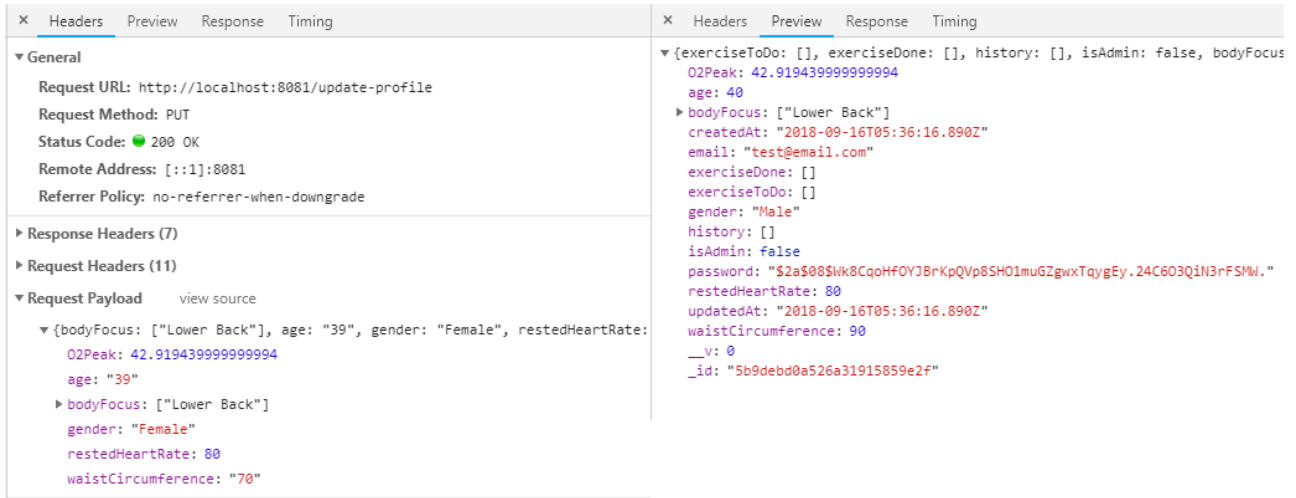 × Headers Preview Response Timing
▼ General
Request URL: http://localhost:8081/update-profile
Request Method: PUT
Status Code: 200 OK
Remote Address: [::1]:8081
Referrer Policy: no-referrer-when-downgrade
▶ Response Headers (7)
▶ Request Headers (11)
▼ Request Payload view source
▼ {bodyFocus: ["Lower Back"], age: "39", gender: "Female", restedHeartRate:
O2Peak: 42.919439999999994
age: "39"
▶ bodyFocus: ["Lower Back"]
gender: "Female"
restedHeartRate: 80
waistCircumference: "70"
× Headers Preview Response Timing
▼ {exerciseToDo: [], exerciseDone: [], history: [], isAdmin: false, bodyFocus
O2Peak: 42.919439999999994
age: 40
▶ bodyFocus: ["Lower Back"]
createdAt: "2018-09-16T05:36:16.890Z"
email: "test@email.com"
exerciseDone: []
exerciseToDo: []
gender: "Male"
history: []
isAdmin: false
password: "$2a$08$Wk8CqoHfOYJBrKpQVp8SHO1muGZgwxTqygEy.24C6O3QiN3rFSMW."
restedHeartRate: 80
updatedAt: "2018-09-16T05:36:16.890Z"
waistCircumference: 90
__v: 0
_id: "5b9debd0a526a31915859e2f"